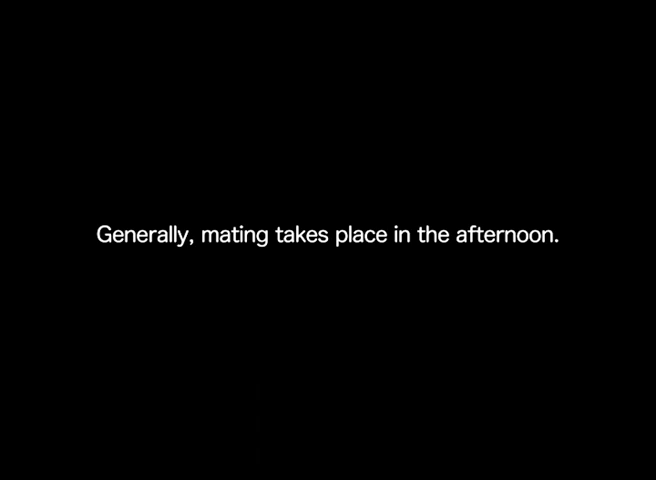 Generally, mating takes place in the afternoon.